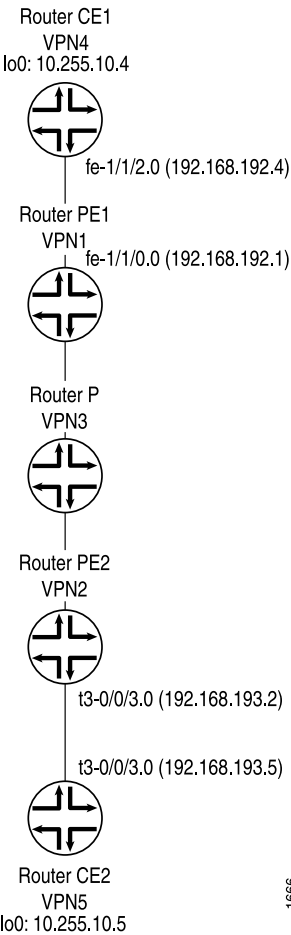 Router CE1
VPN4
lo0: 10.255.10.4
fe-1/1/2.0 (192.168.192.4)
Router PE1
VPN1
fe-1/1/0.0 (192.168.192.1)
Router P
VPN3
Router PE2
VPN2
t3-0/0/3.0 (192.168.193.2)
t3-0/0/3.0 (192.168.193.5)
Router CE2
VPN5
lo0: 10.255.10.5
1666